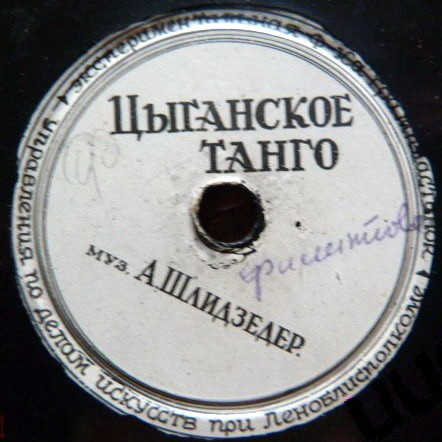 ЦЫГАНСКОЕ
ТАНГО
муз. А. ШЛИДЗЕДЕР.
Управления по делам искусств при Леноблисполкоме